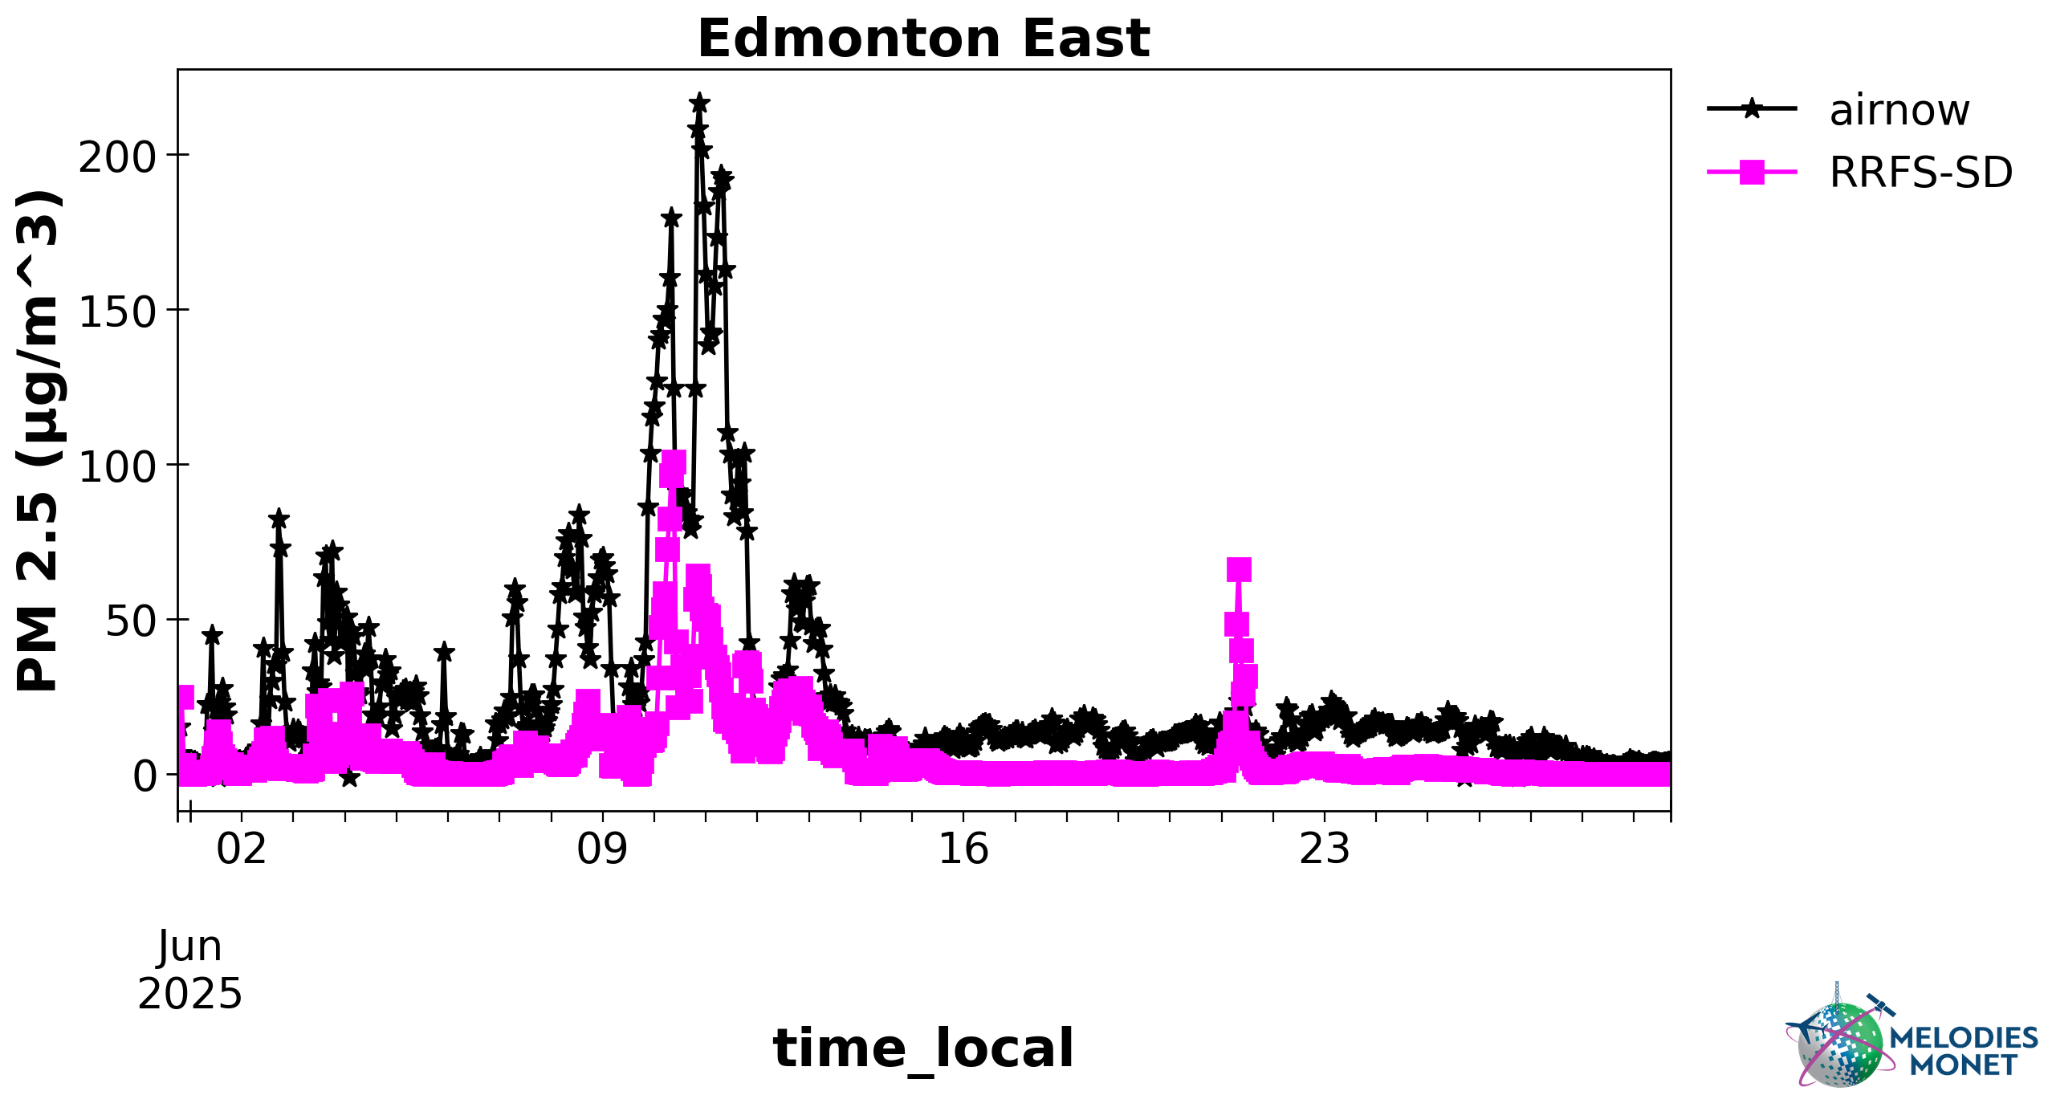 Edmonton East
airnow
RRFS-SD
PM 2.5 (μg/m^3)
200
150
100
50
0
02
09
16
23
Jun
2025
time_local
MELODIES
MONET